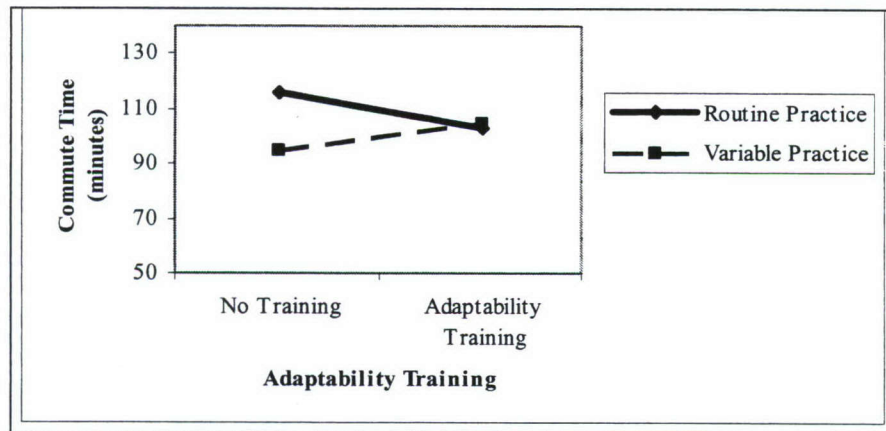 130
110
90
70
50
Commute Time
(minutes)
No Training
Adaptability
Training
Adaptability Training
Routine Practice
Variable Practice